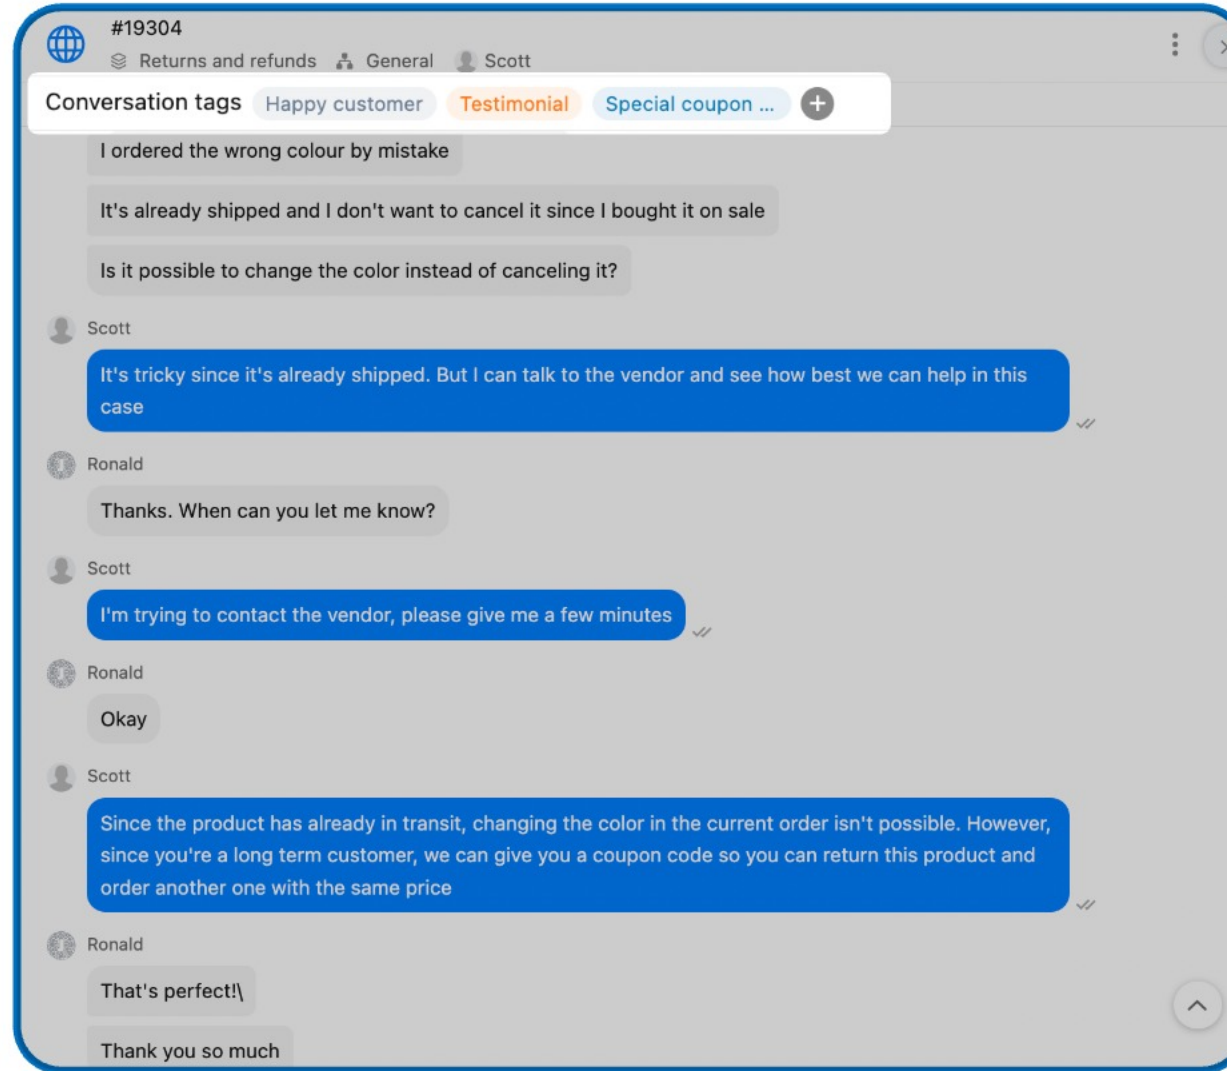 #19304
Returns and refunds General Scott
Conversation tags Happy customer Testimonial Special coupon ...
I ordered the wrong colour by mistake
It's already shipped and I don't want to cancel it since I bought it on sale
Is it possible to change the color instead of canceling it?
Scott
It's tricky since it's already shipped. But I can talk to the vendor and see how best we can help in this
case
Ronald
Thanks. When can you let me know?
Scott
I'm trying to contact the vendor, please give me a few minutes
Ronald
Okay
Scott
Since the product has already in transit, changing the color in the current order isn't possible. However,
since you're a long term customer, we can give you a coupon code so you can return this product and
order another one with the same price
Ronald
That's perfect!\
Thank you so much